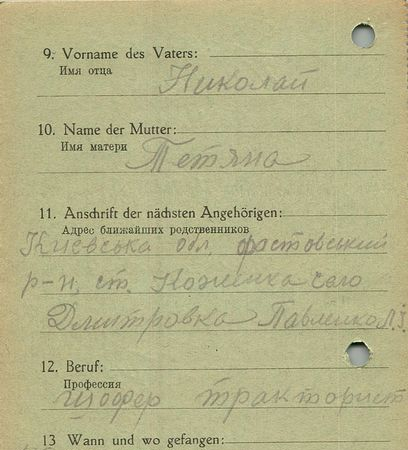 9. Vorname des Vaters:
Имя отца
Николай
10. Name der Mutter:
Имя матери
Тетяна
11. Anschrift der nächsten Angehörigen:
Адрес ближайших родственников
Киевська обл, фастовський
р-н, ст. Кожанка село
Дмитровка Павленко
12. Beruf:
Профессия
Шофер тракторист
13 Wann und wo gefangen: